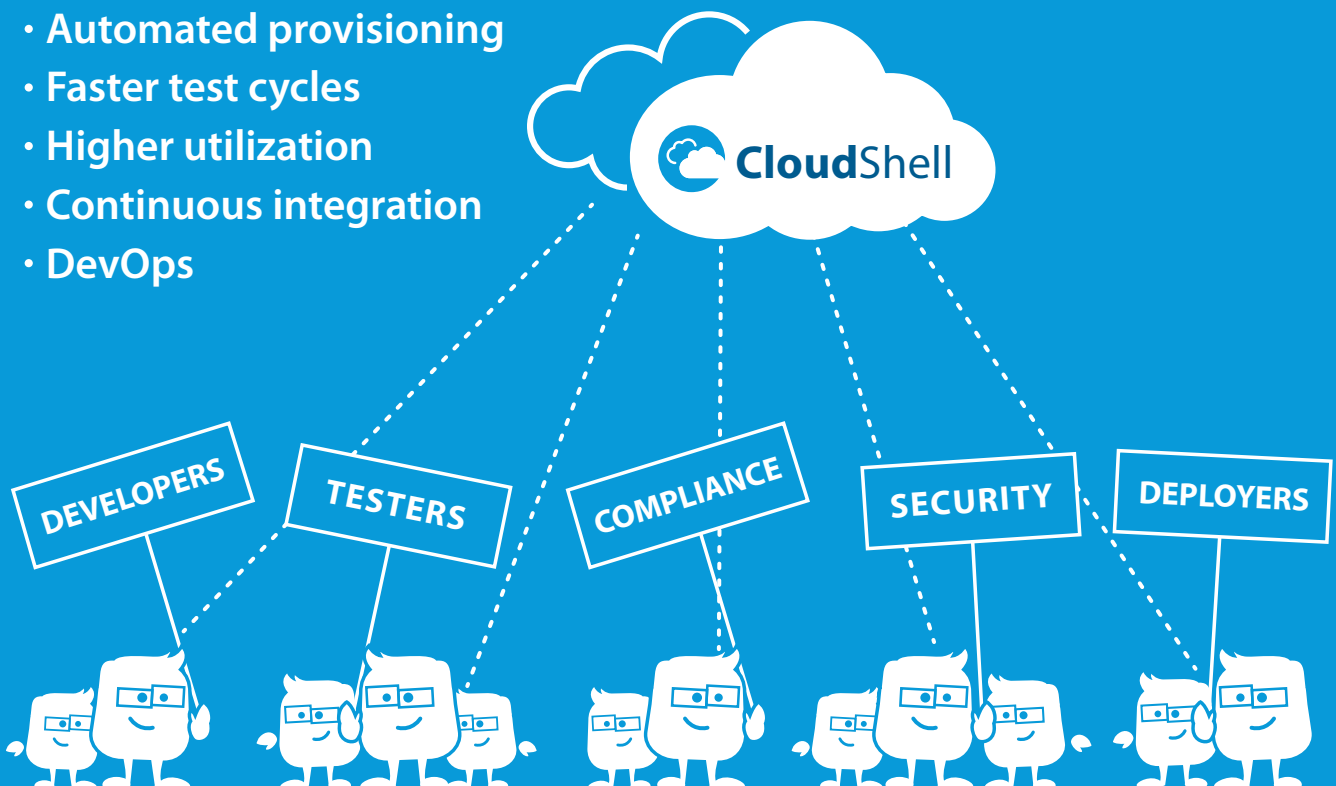 · Automated provisioning
· Faster test cycles
· Higher utilization
· Continuous integration
· DevOps
CloudShell
DEVELOPERS
TESTERS
COMPLIANCE
SECURITY
DEPLOYERS